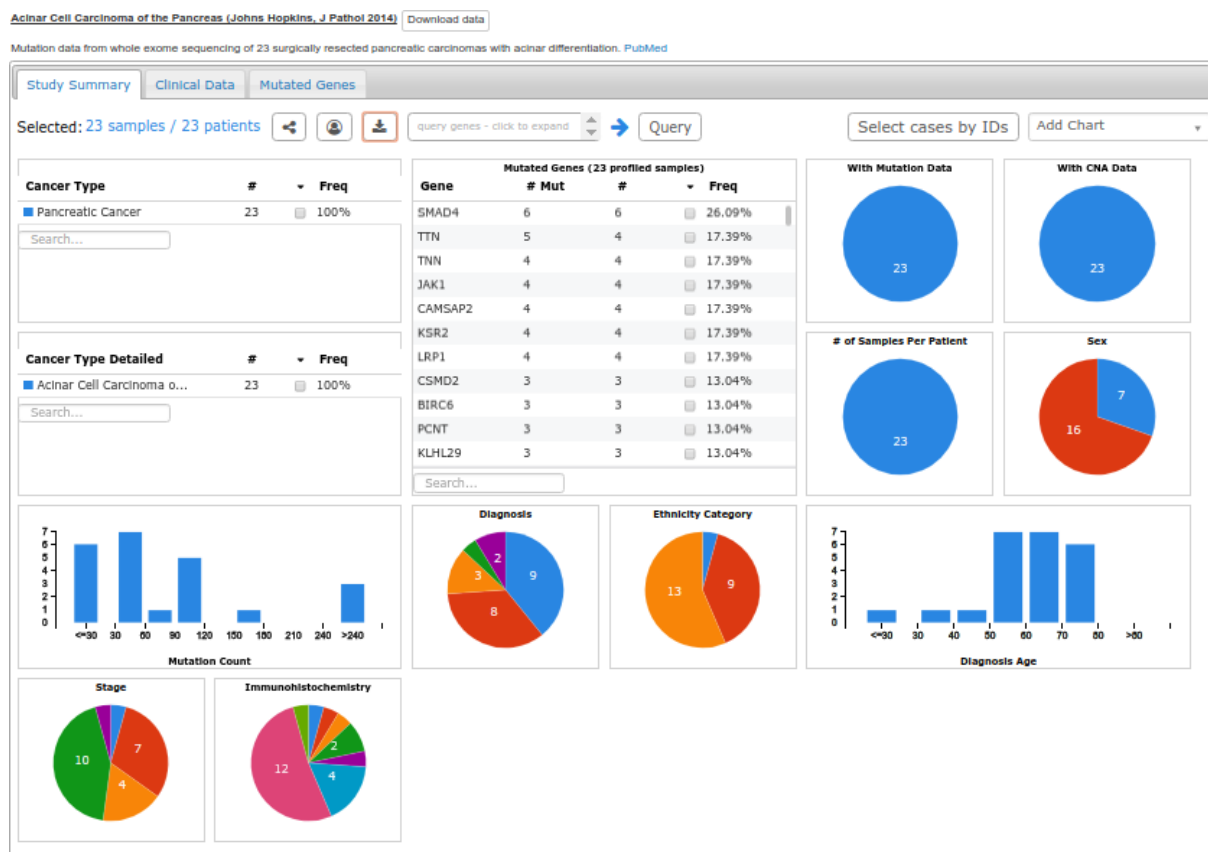 Acinar Cell Carcinoma of the Pancreas (Johns Hopkins, J Pathol 2014) Download data
Mutation data from whole exome sequencing of 23 surgically resected pancreatic carcinomas with acinar differentiation. PubMed
Study Summary Clinical Data Mutated Genes
Selected: 23 samples / 23 patients query genes - click to expand Query Select cases by IDs Add Chart
Cancer Type # Freq
Pancreatic Cancer 23 100%
Search...
Cancer Type Detailed # Freq
Acinar Cell Carcinoma o... 23 100%
Search...
Mutated Genes (23 profiled samples)
Gene # Mut # Freq
SMAD4 6 6 26.09%
TTN 5 4 17.39%
TNN 4 4 17.39%
JAK1 4 4 17.39%
CAMSAP2 4 4 17.39%
KSR2 4 4 17.39%
LRP1 4 4 17.39%
CSMD2 3 3 13.04%
BIRC6 3 3 13.04%
PCNT 3 3 13.04%
KLHL29 3 3 13.04%
Search...
With Mutation Data
23
With CNA Data
23
# of Samples Per Patient
23
Sex
7
16
7
6
5
4
3
2
1
0
<=30 30 60 90 120 150 180 210 240 >240
Mutation Count
Diagnosis
2
9
3
8
Ethnicity Category
13
9
7
6
5
4
3
2
1
0
<=30 30 40 50 60 70 80 >80
Diagnosis Age
Stage
10
7
4
Immunohistochemistry
2
12
4